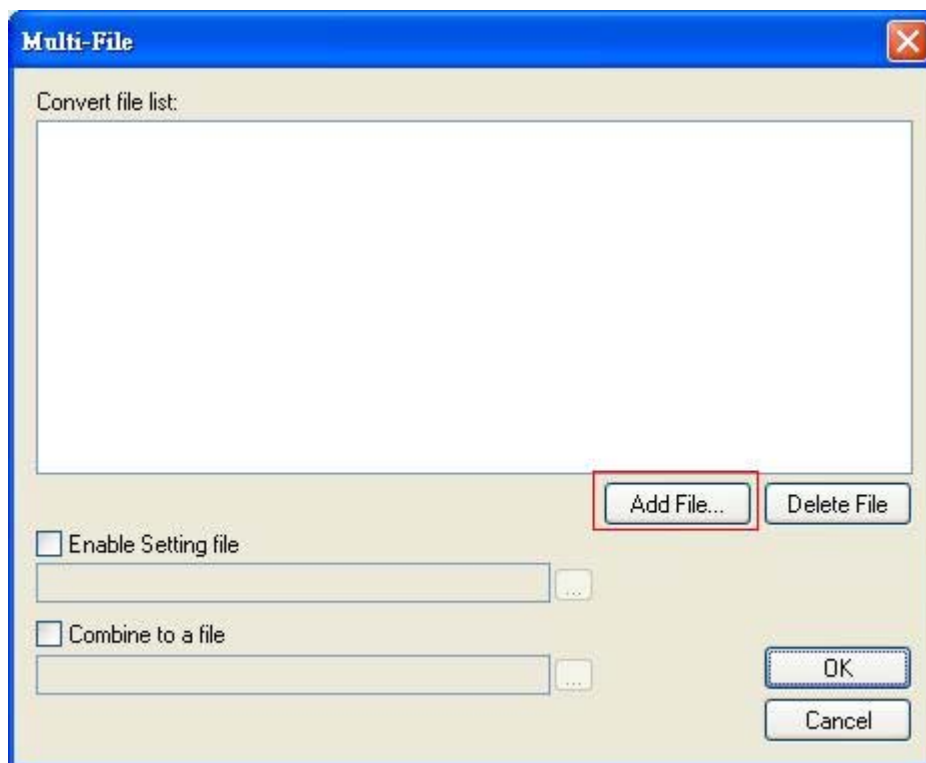 Multi-File
Convert file list:
Add File... Delete File
Enable Setting file
...
Combine to a file
...
OK
Cancel